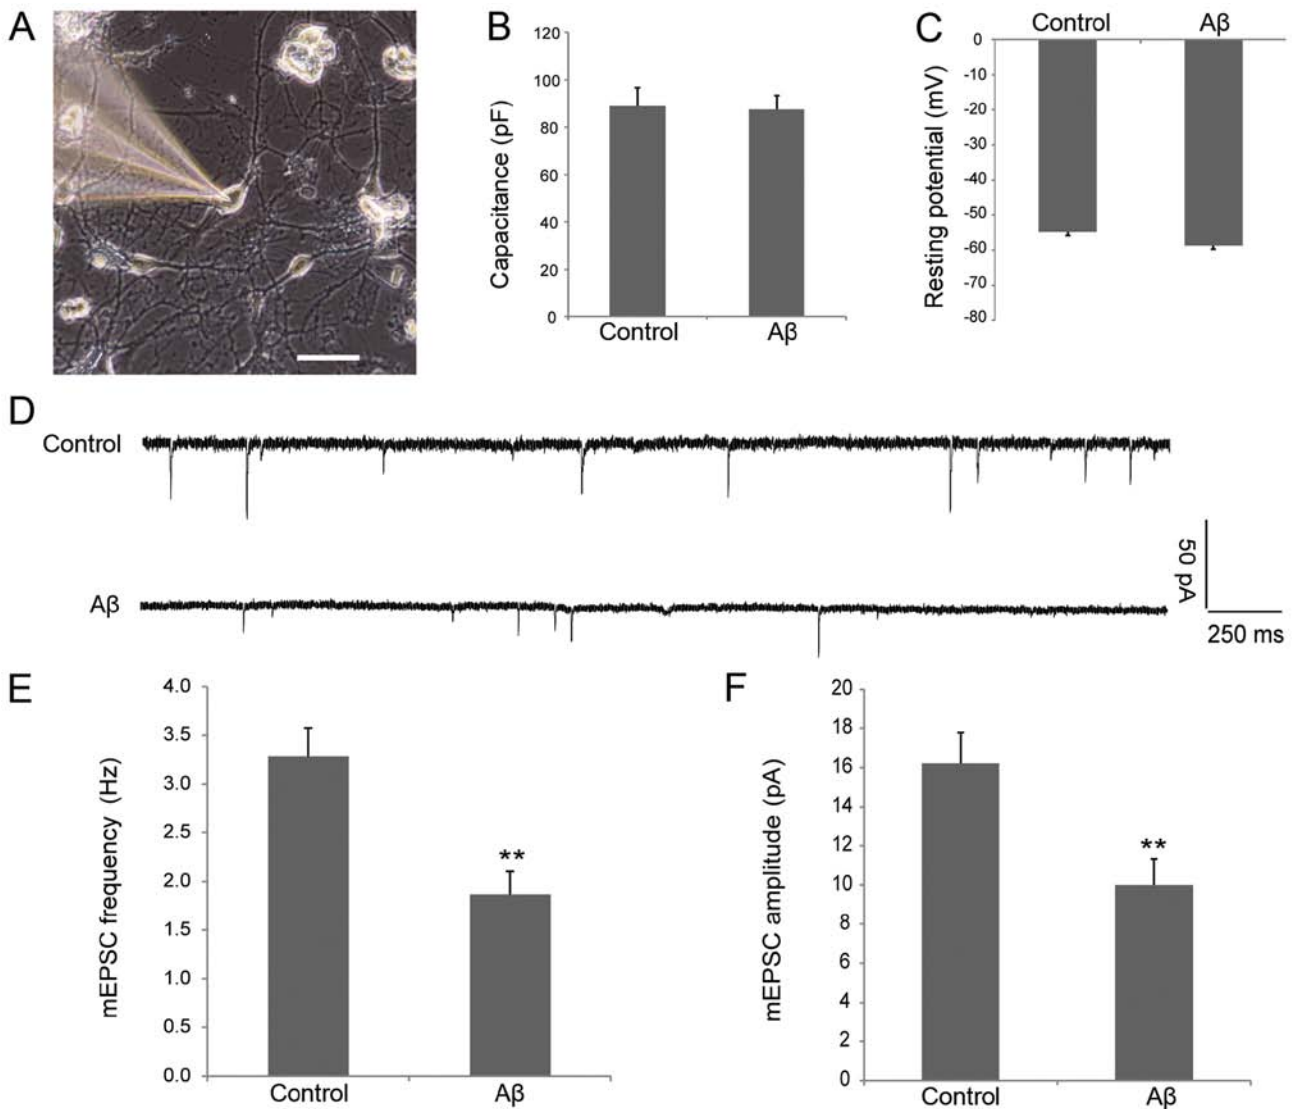 A
B
120
100
80
60
40
20
0
Capacitance (pF)
Control Aβ
C
Control Aβ
0
-10
-20
-30
-40
-50
-60
-70
-80
Resting potential (mV)
D
Control
Aβ
50 pA
250 ms
E
4.0
3.5
3.0
2.5
2.0
1.5
1.0
0.5
0.0
mEPSC frequency (Hz)
**
Control Aβ
F
20
18
16
14
12
10
8
6
4
2
0
mEPSC amplitude (pA)
**
Control Aβ